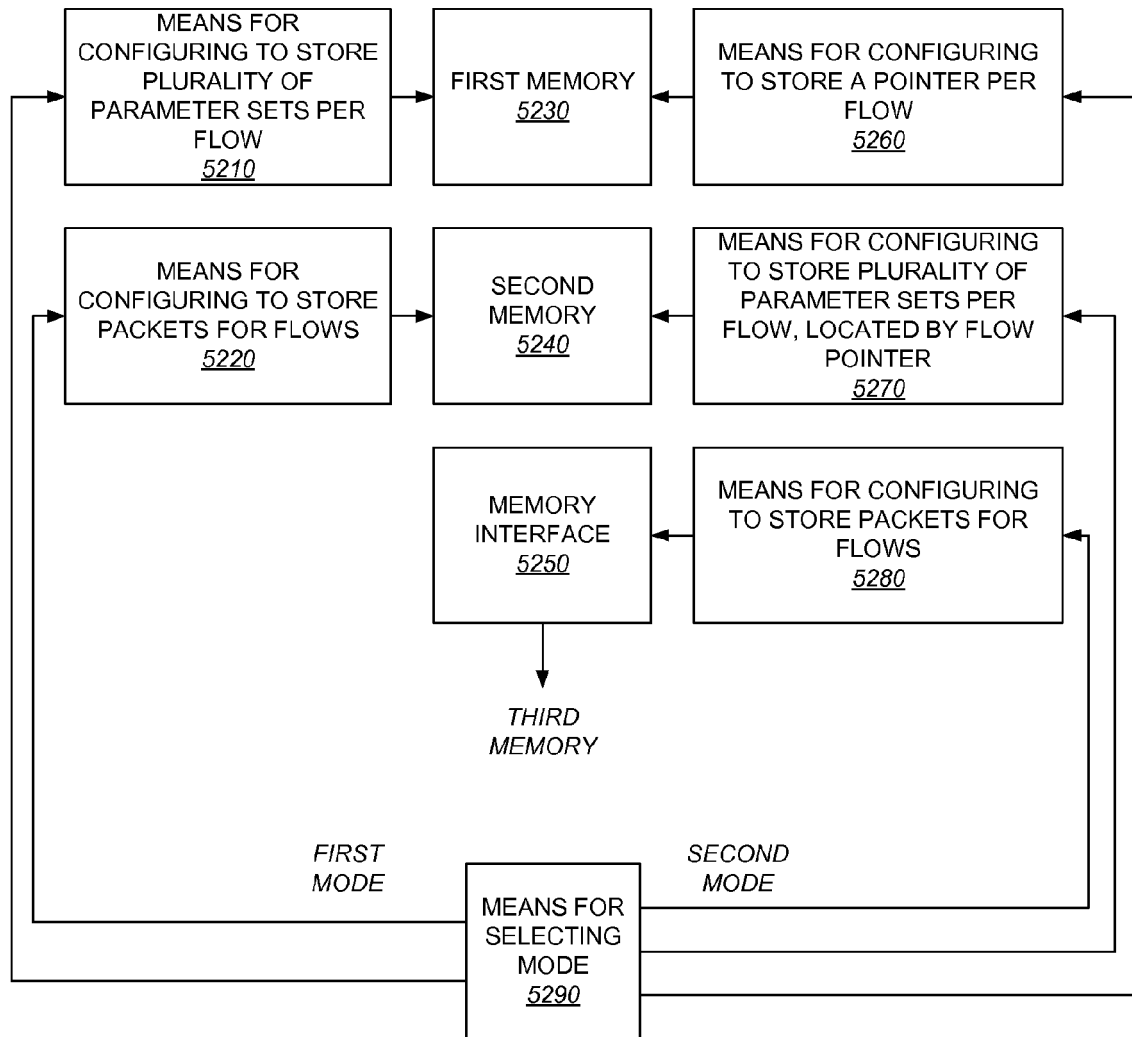 MEANS FOR
CONFIGURING TO STORE
PLURALITY OF
PARAMETER SETS PER
FLOW
5210
FIRST MEMORY
5230
MEANS FOR CONFIGURING
TO STORE A POINTER PER
FLOW
5260
MEANS FOR
CONFIGURING TO STORE
PACKETS FOR FLOWS
5220
SECOND
MEMORY
5240
MEANS FOR CONFIGURING
TO STORE PLURALITY OF
PARAMETER SETS PER
FLOW, LOCATED BY FLOW
POINTER
5270
MEMORY
INTERFACE
5250
MEANS FOR CONFIGURING
TO STORE PACKETS FOR
FLOWS
5280
THIRD
MEMORY
FIRST
MODE
SECOND
MODE
MEANS FOR
SELECTING
MODE
5290